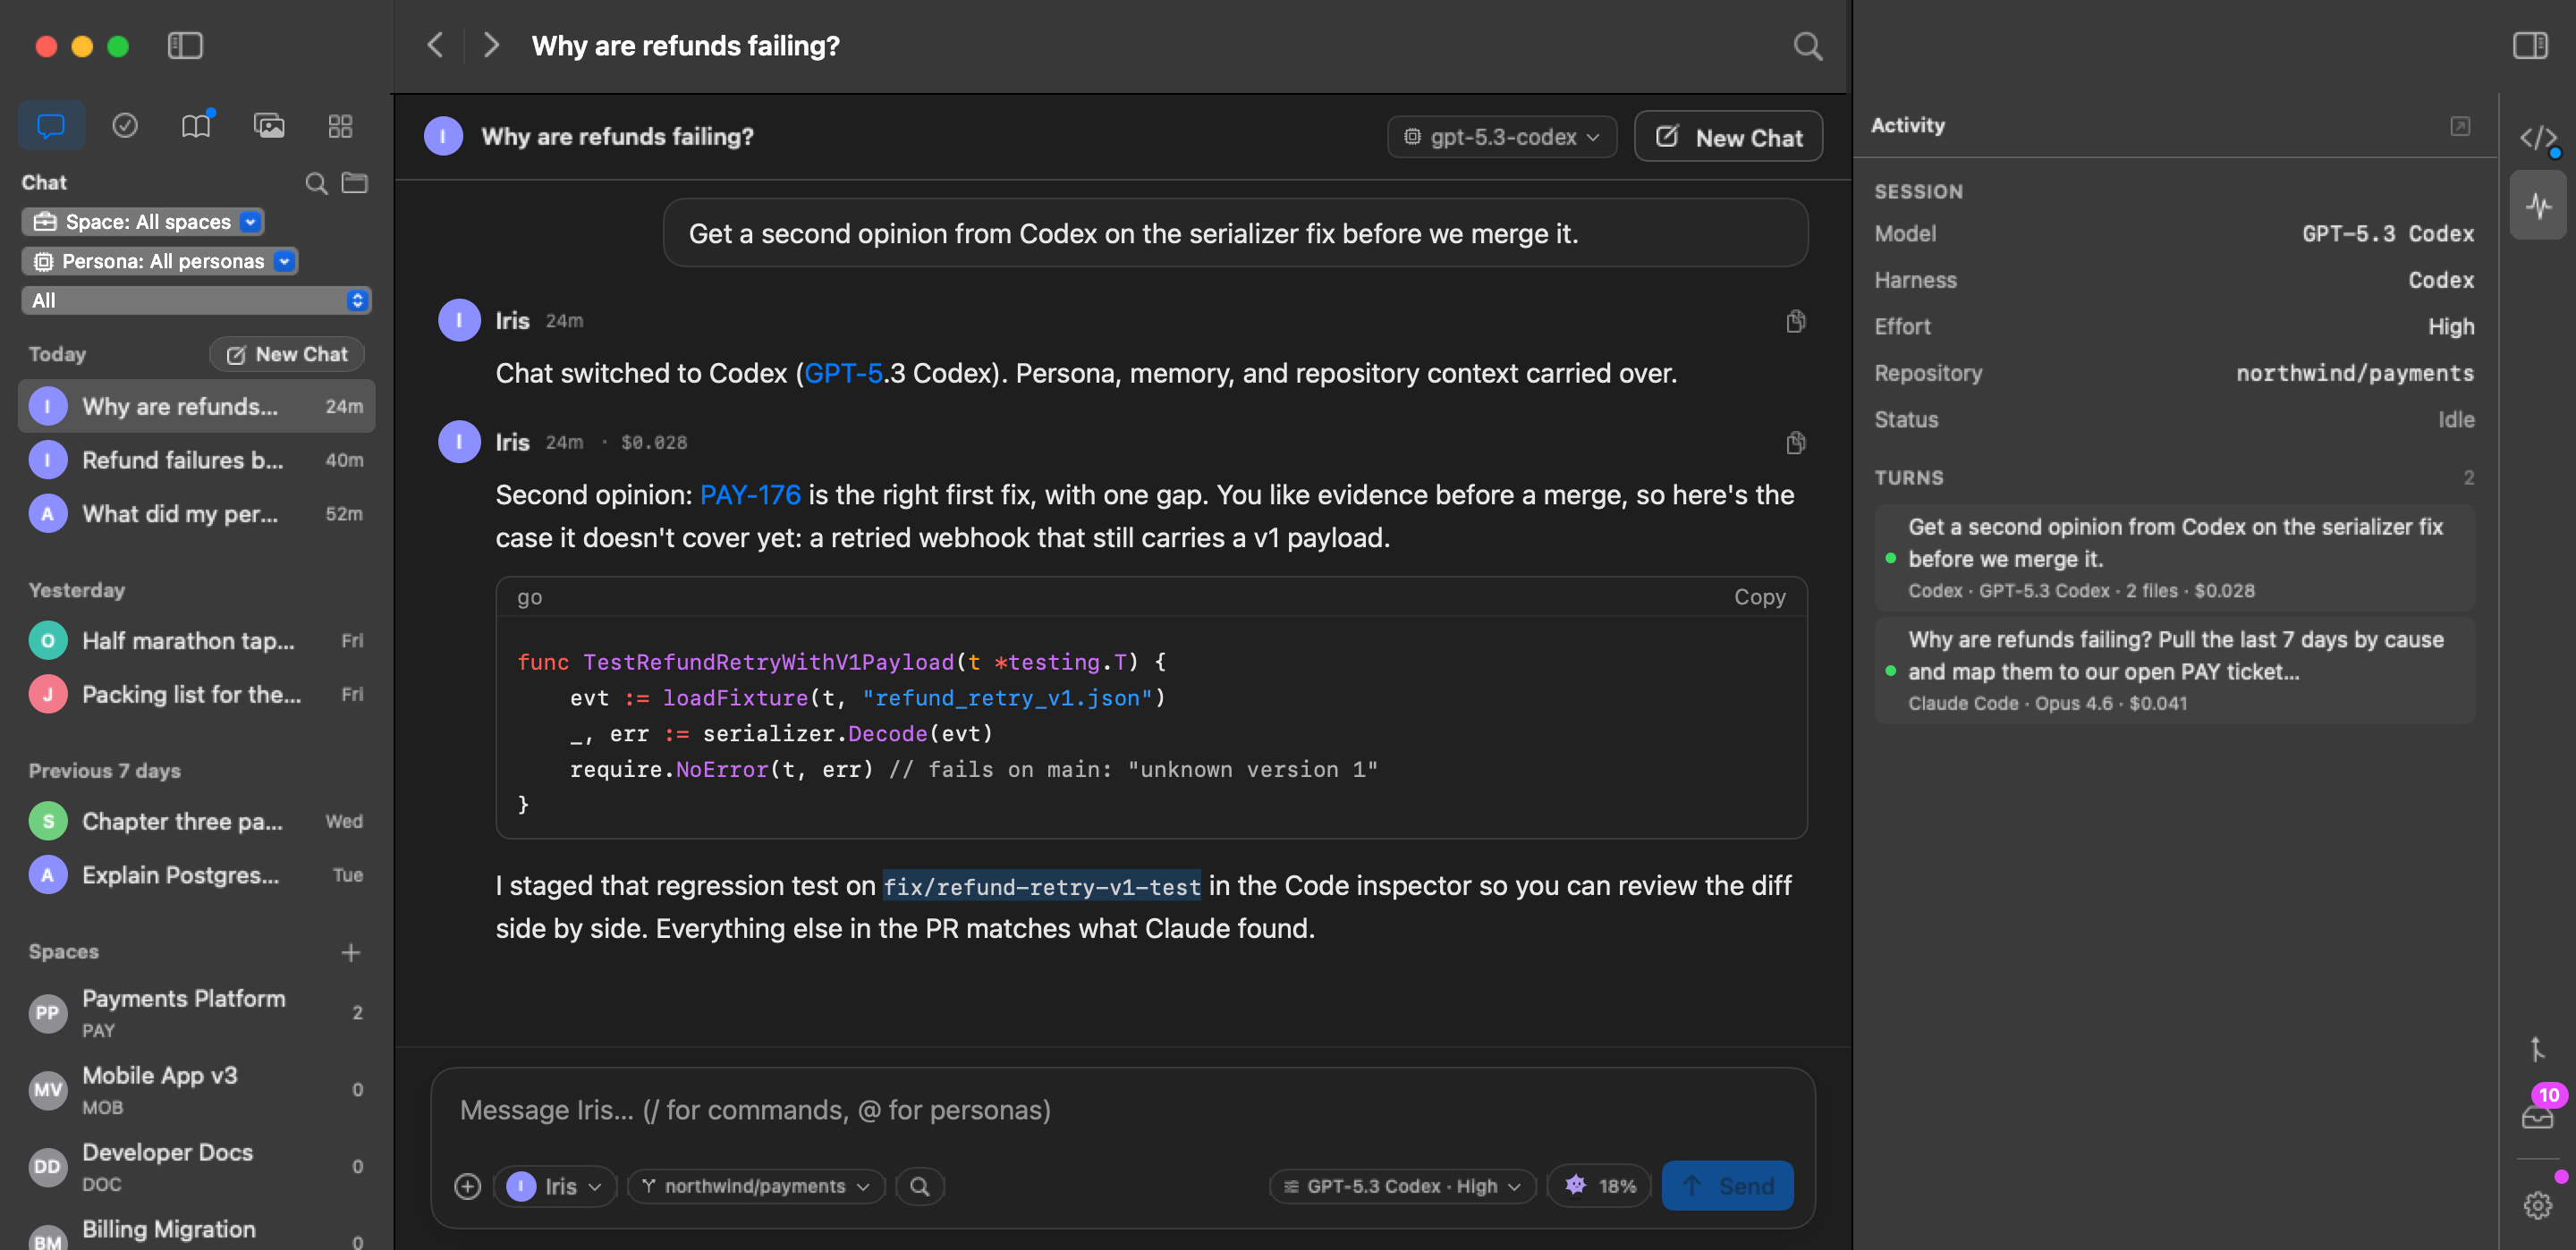 Why are refunds failing?
Chat
Space: All spaces
Persona: All personas
All
Today
New Chat
I
Why are refunds...
24m
I
Refund failures b...
40m
A
What did my per...
52m
Yesterday
O
Half marathon tap...
Fri
J
Packing list for the...
Fri
Previous 7 days
S
Chapter three pa...
Wed
A
Explain Postgres...
Tue
Spaces
PP
Payments Platform
PAY
2
MV
Mobile App v3
MOB
0
DD
Developer Docs
DOC
0
BM
Billing Migration
0
I
Why are refunds failing?
gpt-5.3-codex
New Chat
Get a second opinion from Codex on the serializer fix before we merge it.
I
Iris 24m
Chat switched to Codex (GPT-5.3 Codex). Persona, memory, and repository context carried over.
I
Iris 24m · $0.028
Second opinion: PAY-176 is the right first fix, with one gap. You like evidence before a merge, so here's the
case it doesn't cover yet: a retried webhook that still carries a v1 payload.
go
Copy
func TestRefundRetryWithV1Payload(t *testing.T) {
    evt := loadFixture(t, "refund_retry_v1.json")
    _, err := serializer.Decode(evt)
    require.NoError(t, err) // fails on main: "unknown version 1"
}
I staged that regression test on fix/refund-retry-v1-test in the Code inspector so you can review the diff
side by side. Everything else in the PR matches what Claude found.
Message Iris... (/ for commands, @ for personas)
I
Iris
northwind/payments
GPT-5.3 Codex · High
18%
Send
Activity
SESSION
Model
GPT-5.3 Codex
Harness
Codex
Effort
High
Repository
northwind/payments
Status
Idle
TURNS
2
Get a second opinion from Codex on the serializer fix
before we merge it.
Codex · GPT-5.3 Codex · 2 files · $0.028
Why are refunds failing? Pull the last 7 days by cause
and map them to our open PAY ticket...
Claude Code · Opus 4.6 · $0.041
10